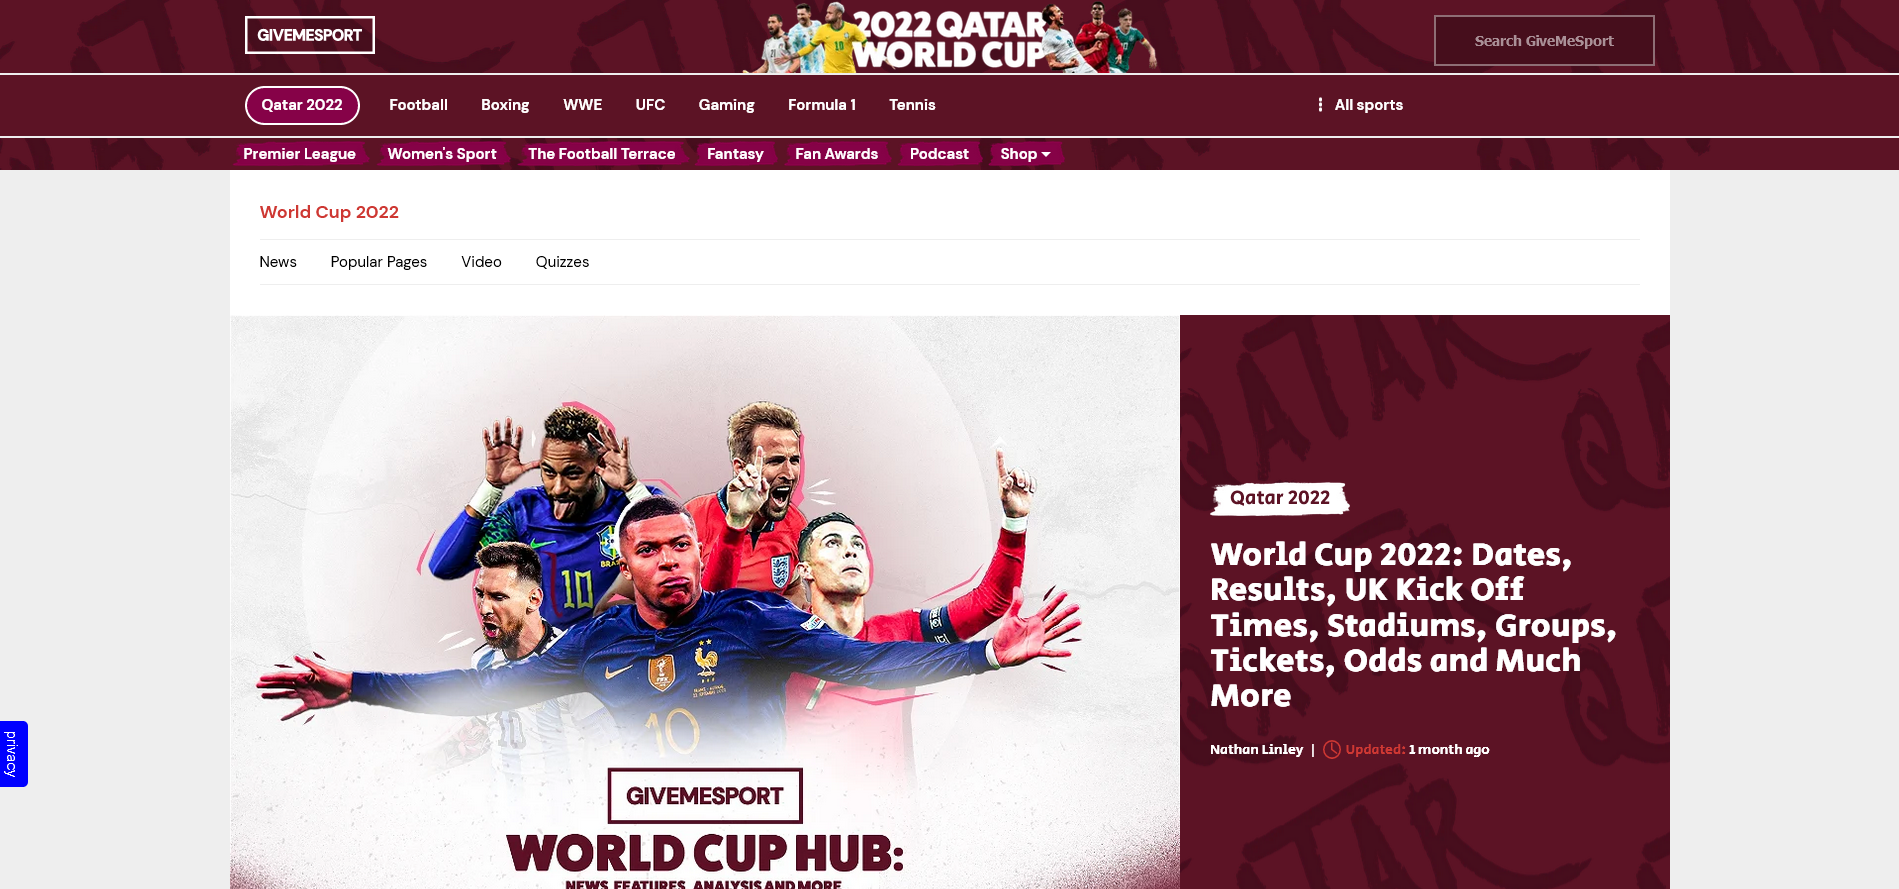 GIVEMESPORT
2022 QATAR
WORLD CUP
Search GiveMeSport
Qatar 2022 Football Boxing WWE UFC Gaming Formula 1 Tennis All sports
Premier League Women's Sport The Football Terrace Fantasy Fan Awards Podcast Shop
World Cup 2022
News Popular Pages Video Quizzes
10
BRA
10
Qatar 2022
World Cup 2022: Dates,
Results, UK Kick Off
Times, Stadiums, Groups,
Tickets, Odds and Much
More
Nathan Linley | Updated: 1 month ago
privacy
GIVEMESPORT
WORLD CUP HUB:
NEWS, FEATURES, ANALYSIS AND MORE